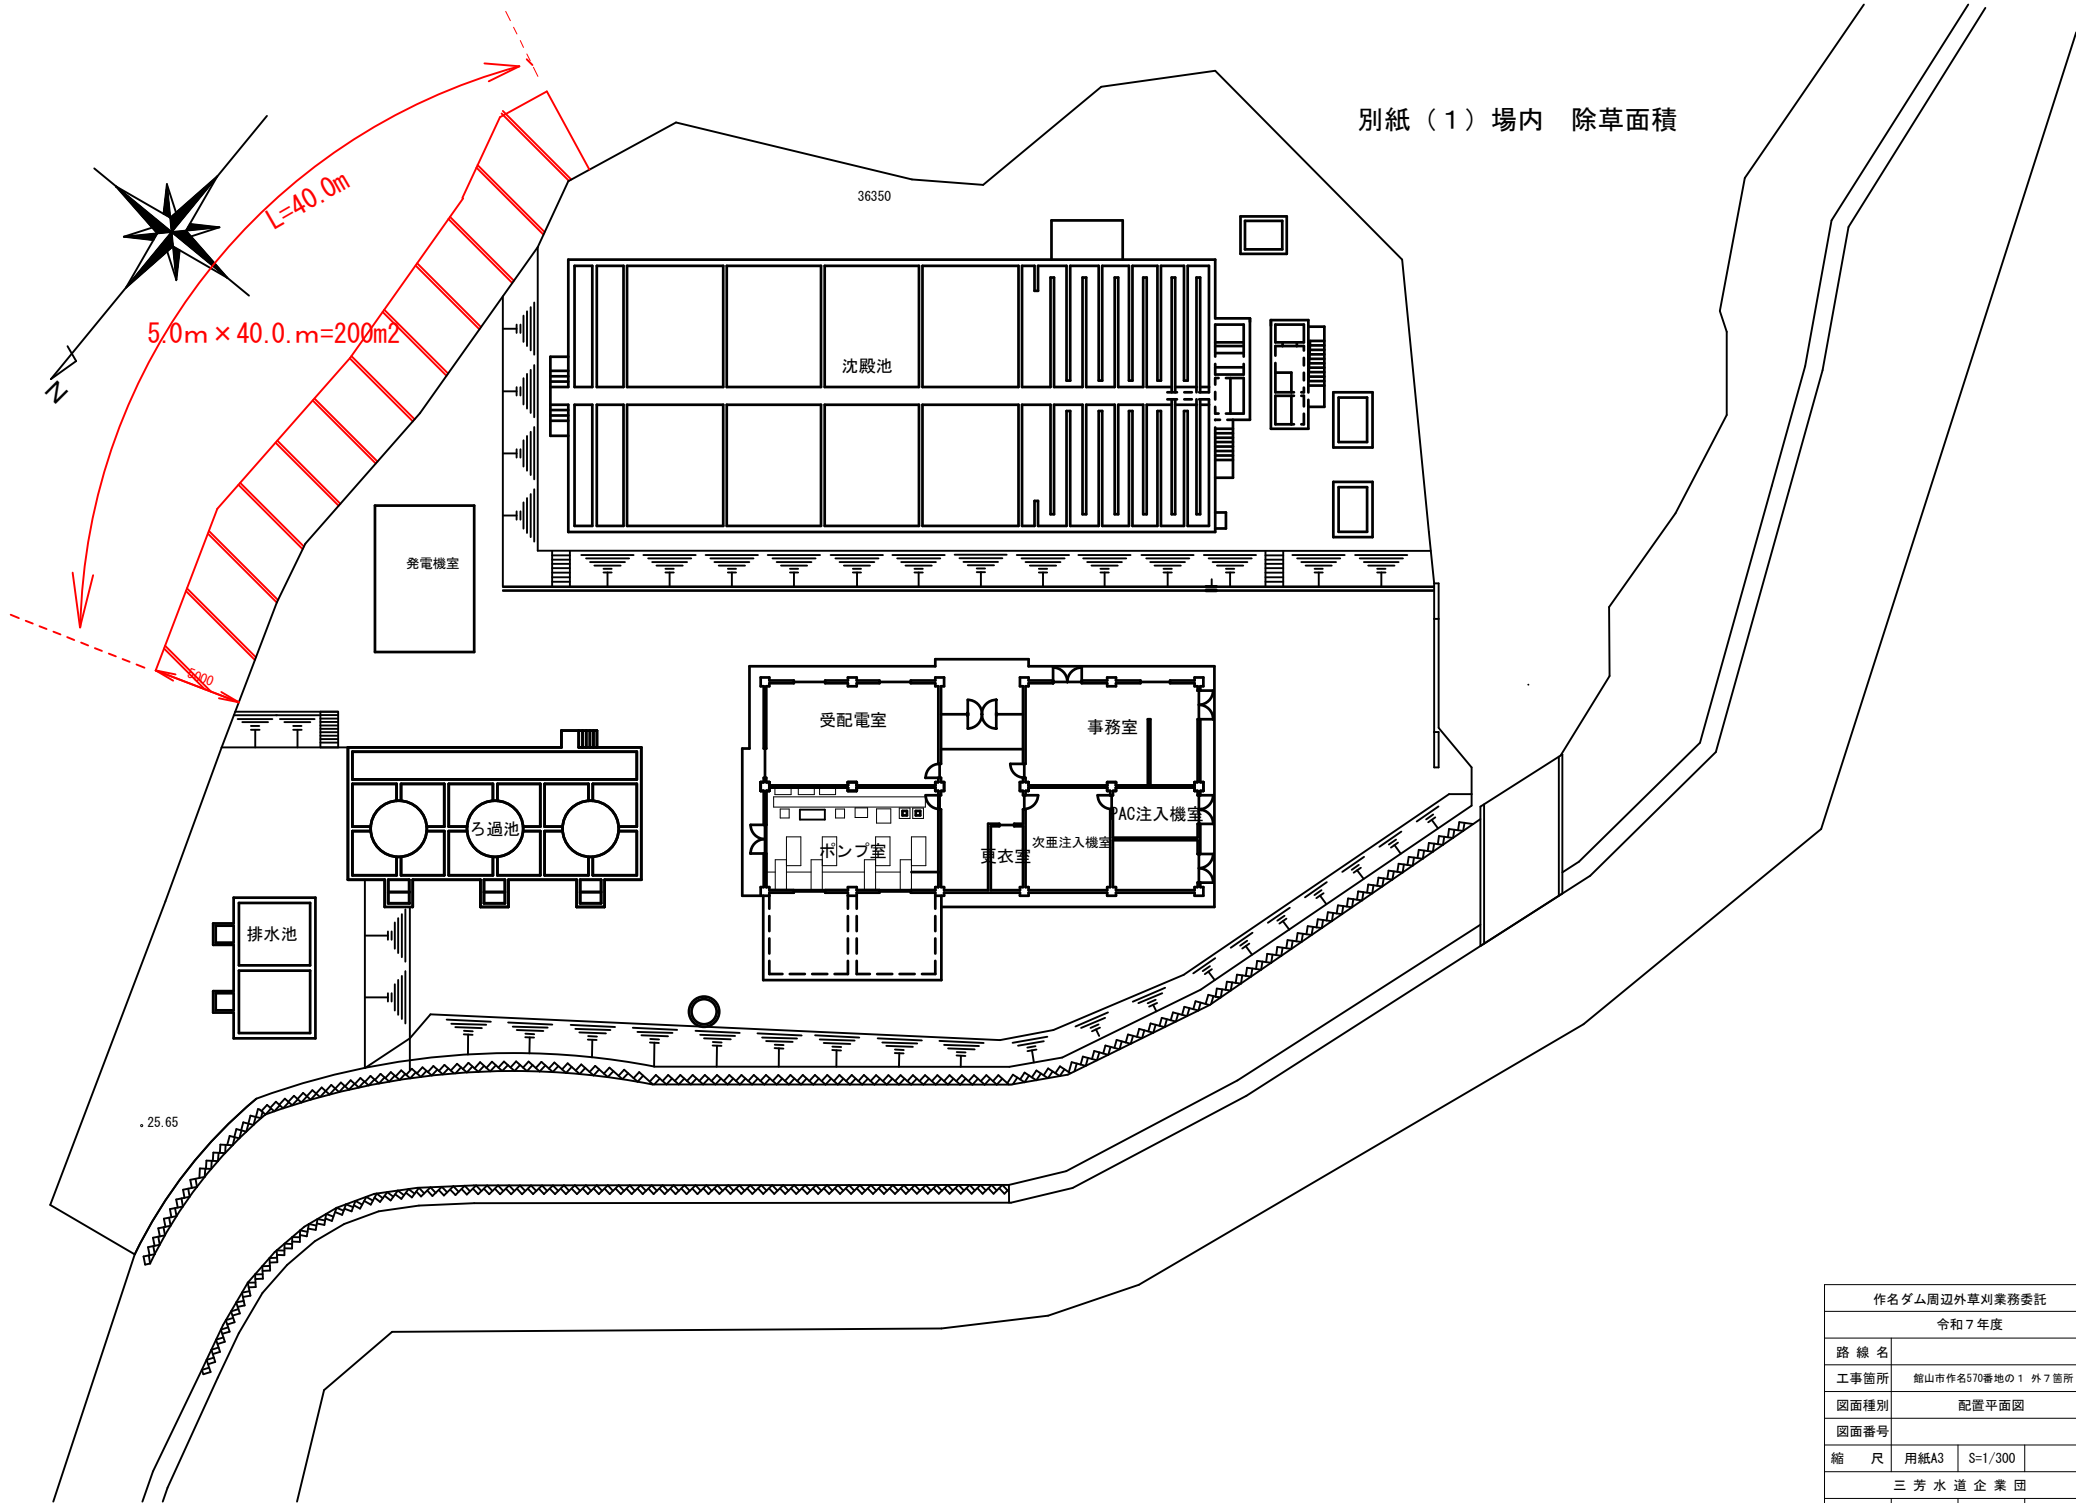 別紙（１）場内　除草面積
L=40.0m
36350
5.0m×40.0.m=200m2
N
沈殿池
発電機室
5000
受配電室
事務室
PAC注入機室
ろ過池
ポンプ室
更衣室
次亜注入機室
排水池
25.65
作名ダム周辺外草刈業務委託
令和７年度
路 線 名
工事箇所 館山市作名570番地の１ 外７箇所
図面種別 配置平面図
図面番号
縮　尺 用紙A3 S=1/300
三 芳 水 道 企 業 団